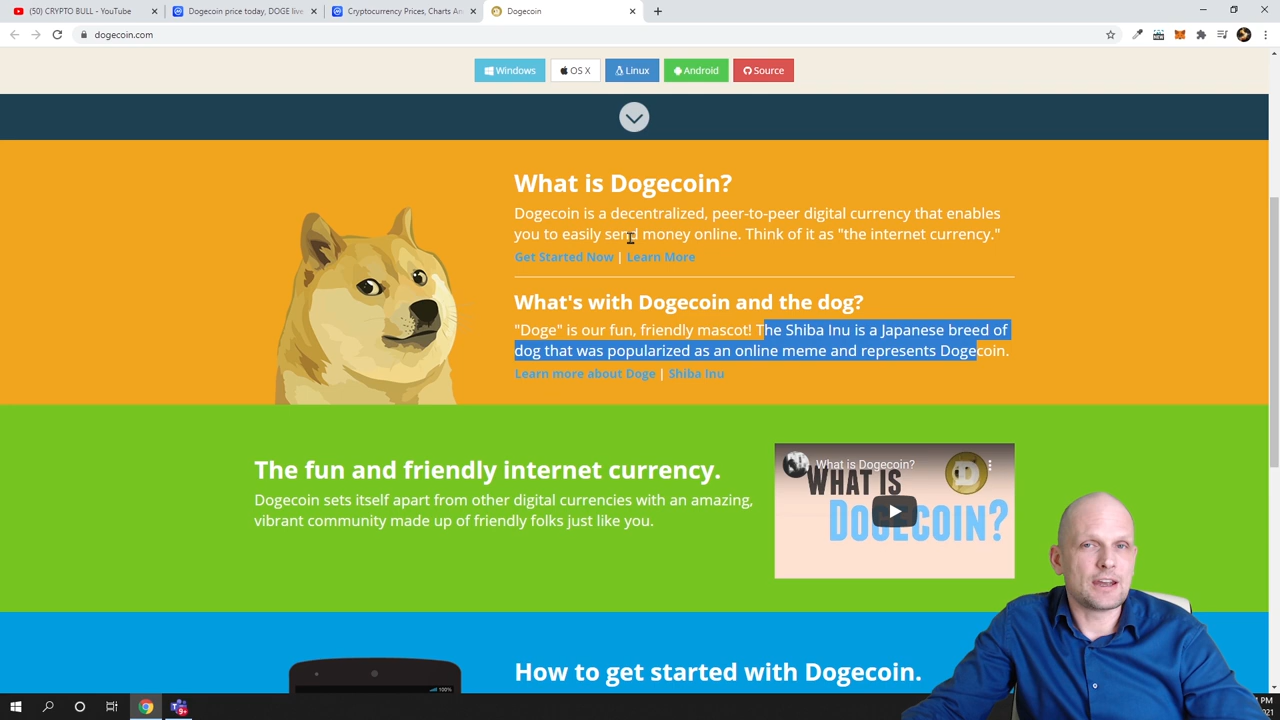 (50) CRYPTO BULL - YouTube
Dogecoin price today, DOGE live
Cryptocurrency Prices, Charts An
Dogecoin
dogecoin.com
Windows
OS X
Linux
Android
Source
What is Dogecoin?
Dogecoin is a decentralized, peer-to-peer digital currency that enables
you to easily send money online. Think of it as "the internet currency."
Get Started Now | Learn More
What's with Dogecoin and the dog?
"Doge" is our fun, friendly mascot! The Shiba Inu is a Japanese breed of
dog that was popularized as an online meme and represents Dogecoin.
Learn more about Doge | Shiba Inu
The fun and friendly internet currency.
Dogecoin sets itself apart from other digital currencies with an amazing,
vibrant community made up of friendly folks just like you.
What is Dogecoin?
WHAT IS
DOGECOIN?
How to get started with Dogecoin.
100%
9+
PM
2021